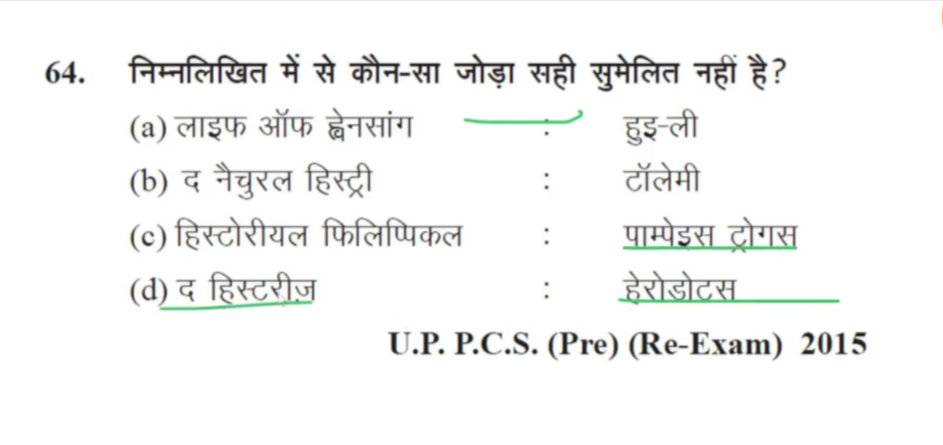 64. निम्नलिखित में से कौन-सा जोड़ा सही सुमेलित नहीं है?
(a) लाइफ ऑफ ह्वेनसांग : हुइ-ली
(b) द नैचुरल हिस्ट्री : टॉलेमी
(c) हिस्टोरीयल फिलिप्पिकल : पाम्पेइस ट्रोगस
(d) द हिस्टरीज़ : हेरोडोटस
U.P. P.C.S. (Pre) (Re-Exam) 2015